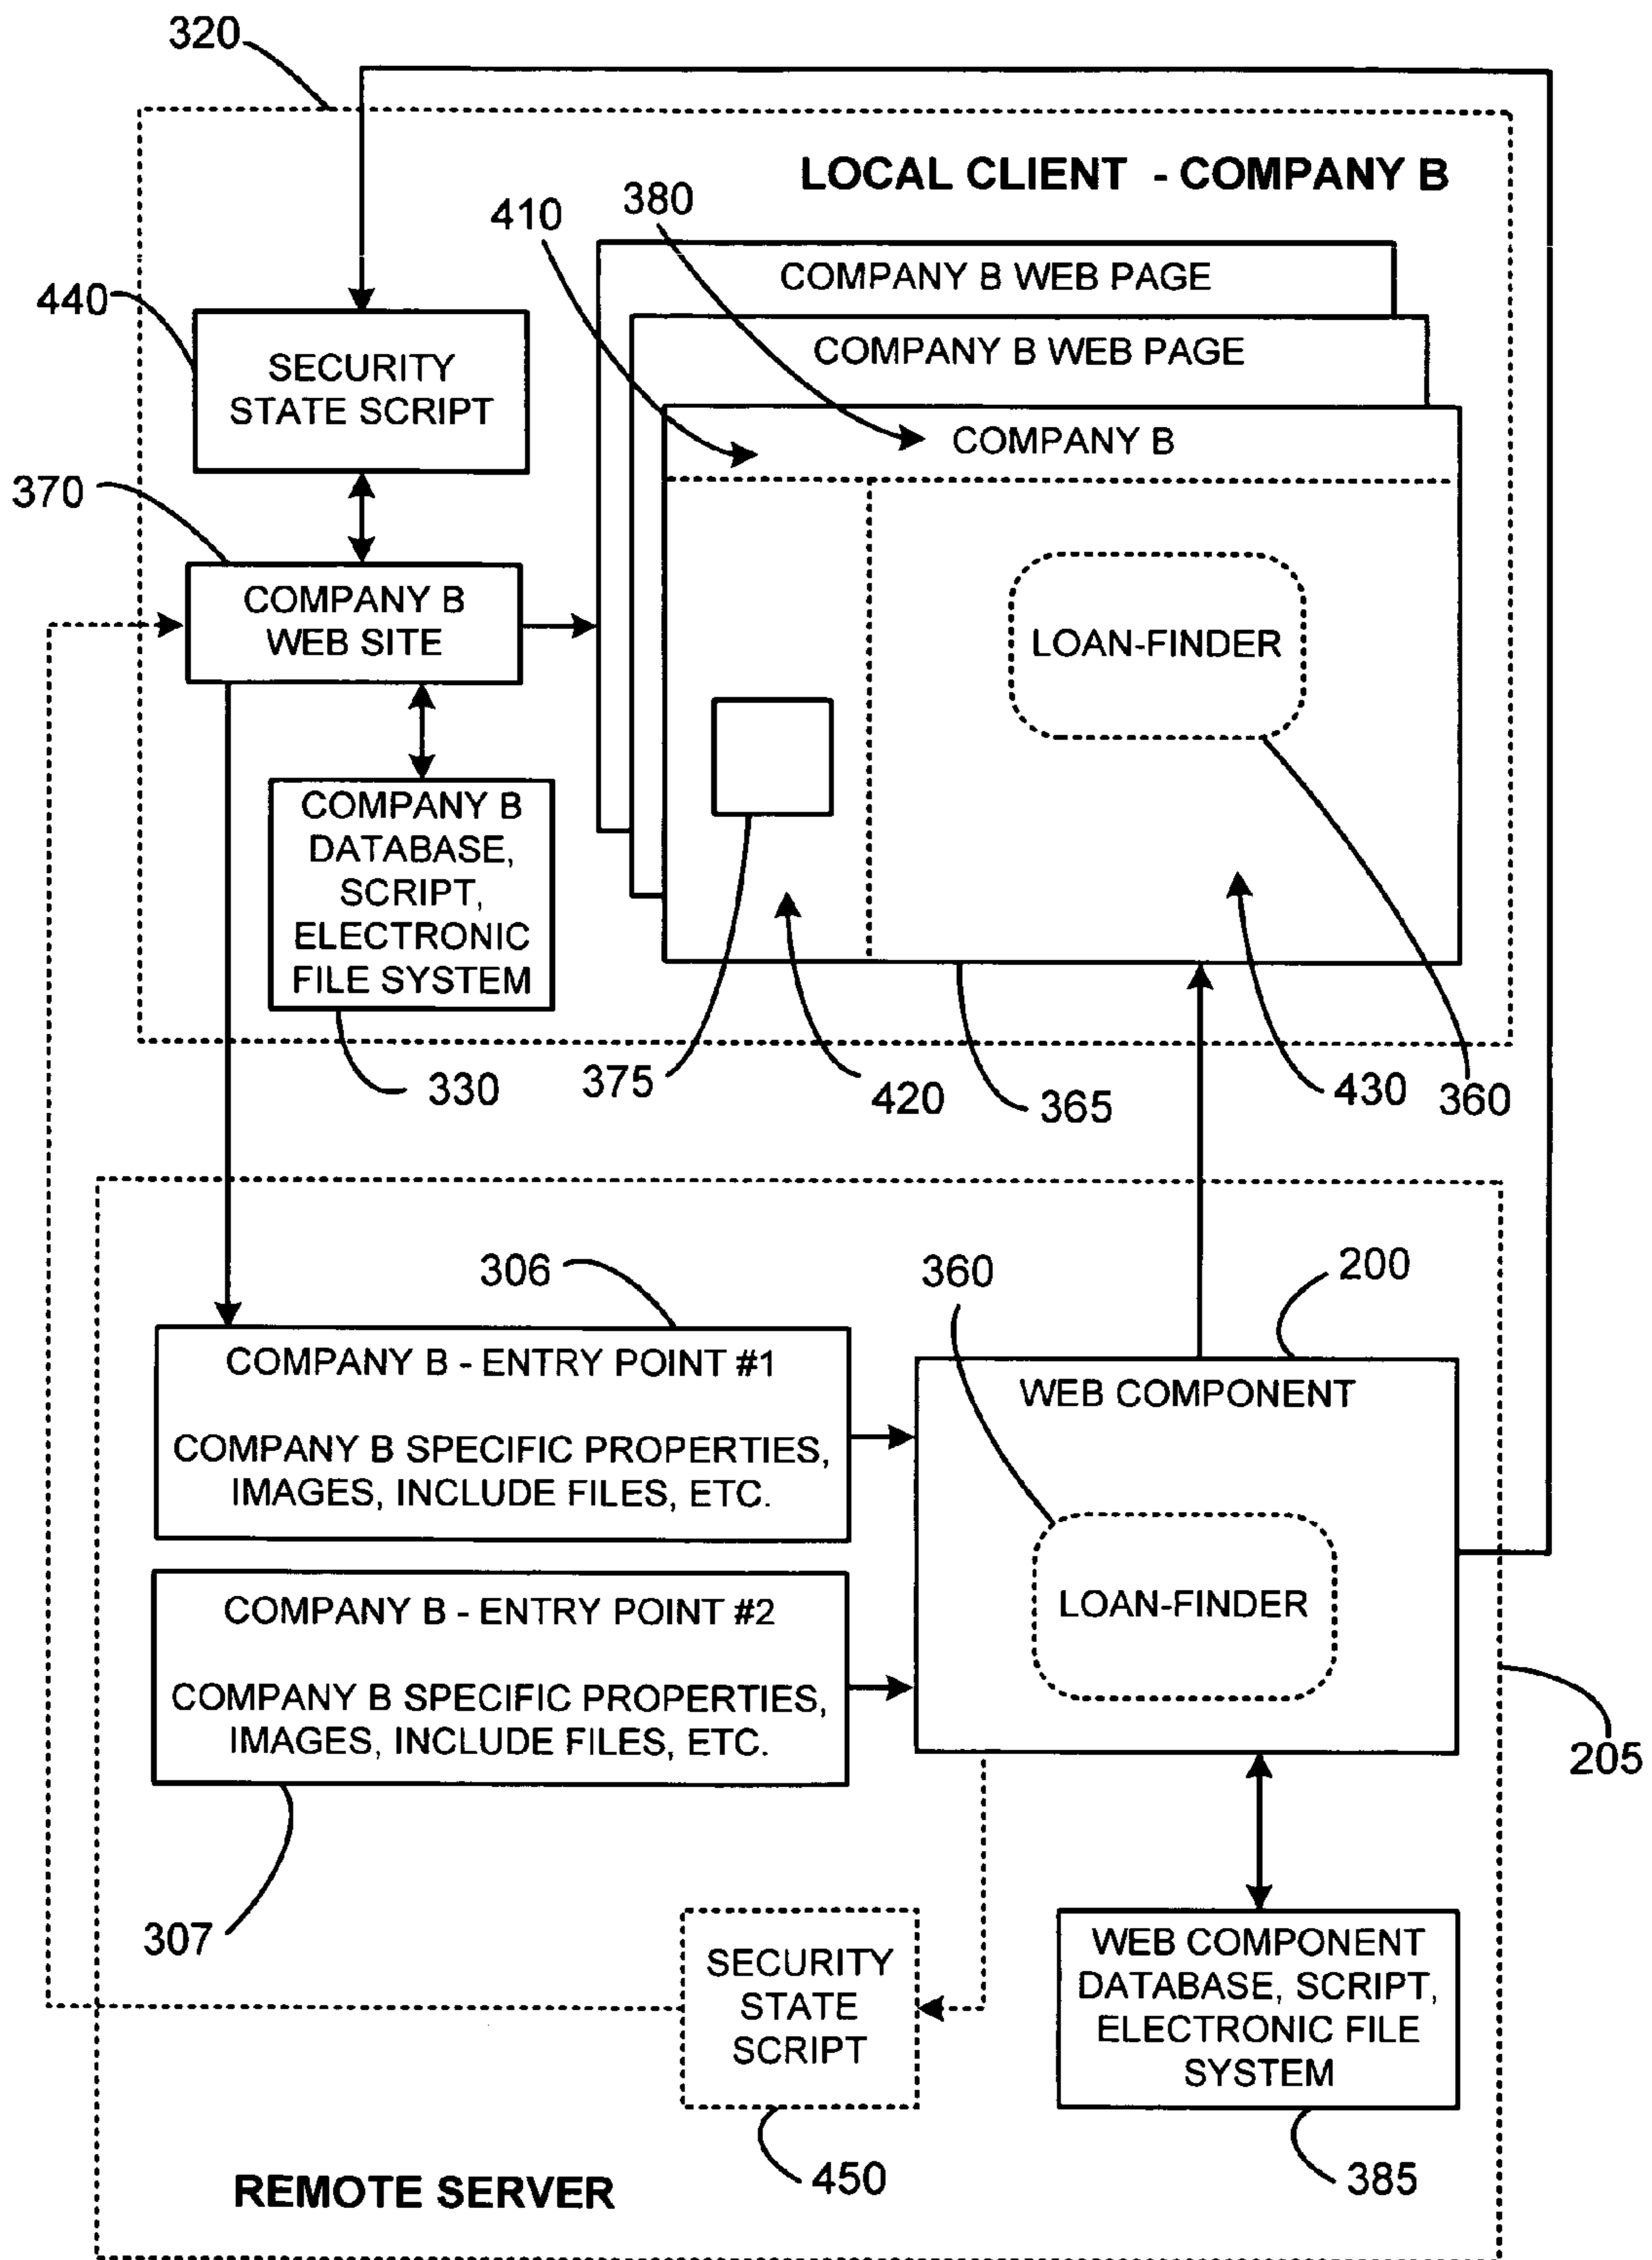 320
LOCAL CLIENT - COMPANY B
410
380
COMPANY B WEB PAGE
440
COMPANY B WEB PAGE
SECURITY
STATE SCRIPT
COMPANY B
370
COMPANY B
WEB SITE
LOAN-FINDER
COMPANY B
DATABASE,
SCRIPT,
ELECTRONIC
FILE SYSTEM
330
375
420
365
430
360
306
360
200
COMPANY B - ENTRY POINT #1
COMPANY B SPECIFIC PROPERTIES,
IMAGES, INCLUDE FILES, ETC.
WEB COMPONENT
LOAN-FINDER
COMPANY B - ENTRY POINT #2
COMPANY B SPECIFIC PROPERTIES,
IMAGES, INCLUDE FILES, ETC.
205
307
SECURITY
STATE
SCRIPT
WEB COMPONENT
DATABASE, SCRIPT,
ELECTRONIC FILE
SYSTEM
450
385
REMOTE SERVER